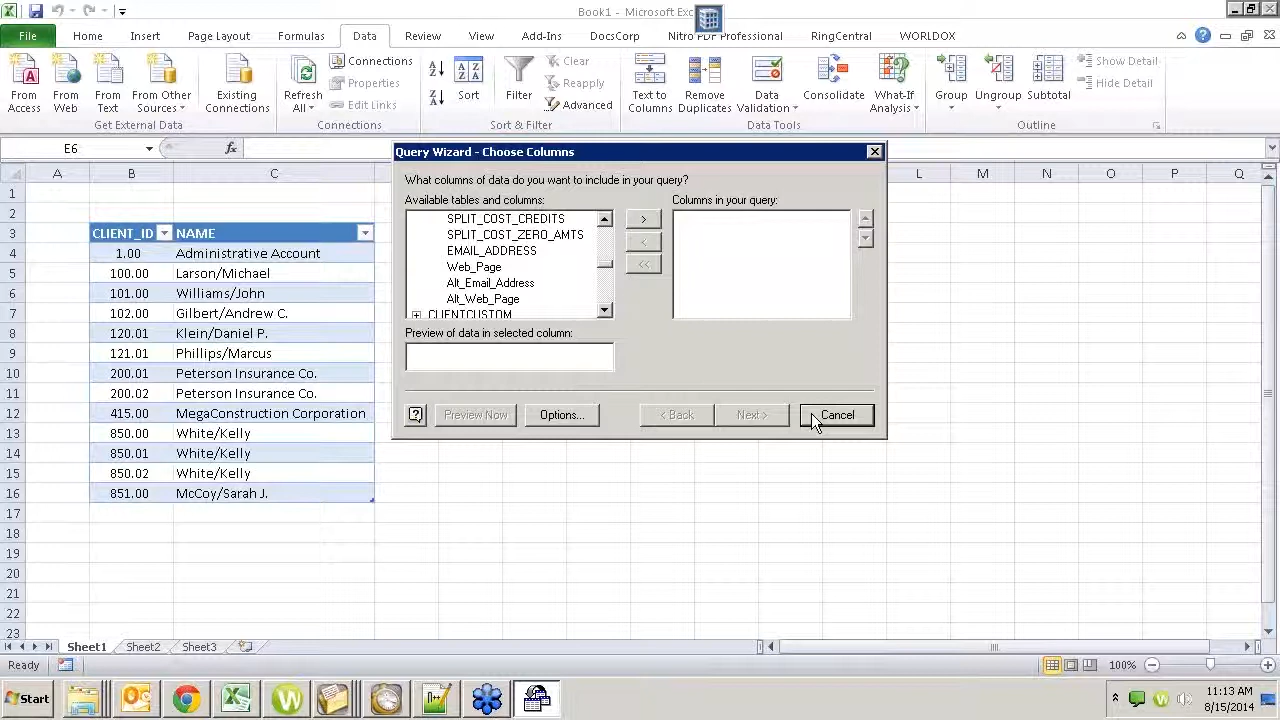 Book1 - Microsoft Exc
File Home Insert Page Layout Formulas Data Review View Add-Ins DocsCorp Nitro PDF Professional RingCentral WORLDOX
From Access
From Web
From Text
From Other Sources
Existing Connections
Get External Data
Refresh All
Connections
Properties
Edit Links
Connections
Sort
Filter
Clear
Reapply
Advanced
Sort & Filter
Text to Columns
Remove Duplicates
Data Validation
Consolidate
What-If Analysis
Data Tools
Group
Ungroup
Subtotal
Show Detail
Hide Detail
Outline
E6 fx
A B C L M N O P Q
1
2
3 CLIENT_ID NAME
4 1.00 Administrative Account
5 100.00 Larson/Michael
6 101.00 Williams/John
7 102.00 Gilbert/Andrew C.
8 120.01 Klein/Daniel P.
9 121.01 Phillips/Marcus
10 200.01 Peterson Insurance Co.
11 200.02 Peterson Insurance Co.
12 415.00 MegaConstruction Corporation
13 850.00 White/Kelly
14 850.01 White/Kelly
15 850.02 White/Kelly
16 851.00 McCoy/Sarah J.
17
18
19
20
21
22
23
Query Wizard - Choose Columns
What columns of data do you want to include in your query?
Available tables and columns: Columns in your query:
SPLIT_COST_CREDITS
SPLIT_COST_ZERO_AMTS
EMAIL_ADDRESS
Web_Page
Alt_Email_Address
Alt_Web_Page
CLIENTCUSTOM
>
<
<<
Preview of data in selected column:
? Preview Now Options... < Back Next > Cancel
Sheet1 Sheet2 Sheet3
Ready 100%
Start
11:13 AM
8/15/2014